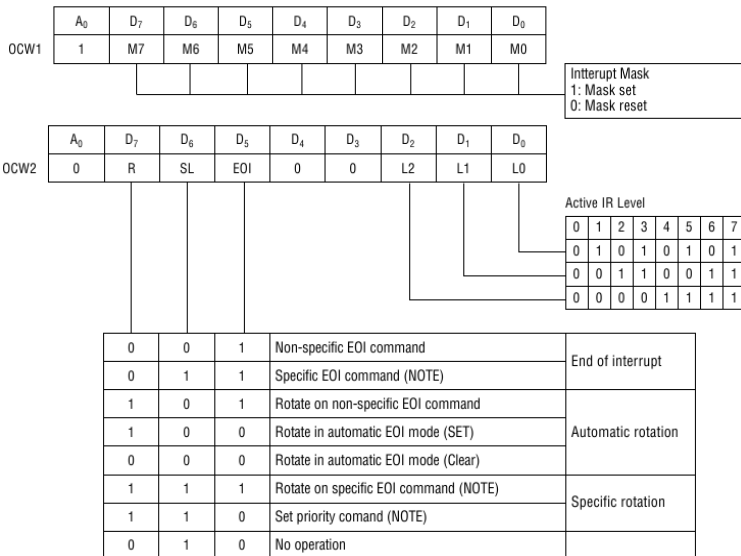 A₀ D₇ D₆ D₅ D₄ D₃ D₂ D₁ D₀
OCW1 1 M7 M6 M5 M4 M3 M2 M1 M0
Intterupt Mask
1: Mask set
0: Mask reset
A₀ D₇ D₆ D₅ D₄ D₃ D₂ D₁ D₀
OCW2 0 R SL EOI 0 0 L2 L1 L0
Active IR Level
0 1 2 3 4 5 6 7
0 1 0 1 0 1 0 1
0 0 1 1 0 0 1 1
0 0 0 0 1 1 1 1
0 0 1 Non-specific EOI command
End of interrupt
0 1 1 Specific EOI command (NOTE)
1 0 1 Rotate on non-specific EOI command
1 0 0 Rotate in automatic EOI mode (SET) Automatic rotation
0 0 0 Rotate in automatic EOI mode (Clear)
1 1 1 Rotate on specific EOI command (NOTE)
Specific rotation
1 1 0 Set priority comand (NOTE)
0 1 0 No operation